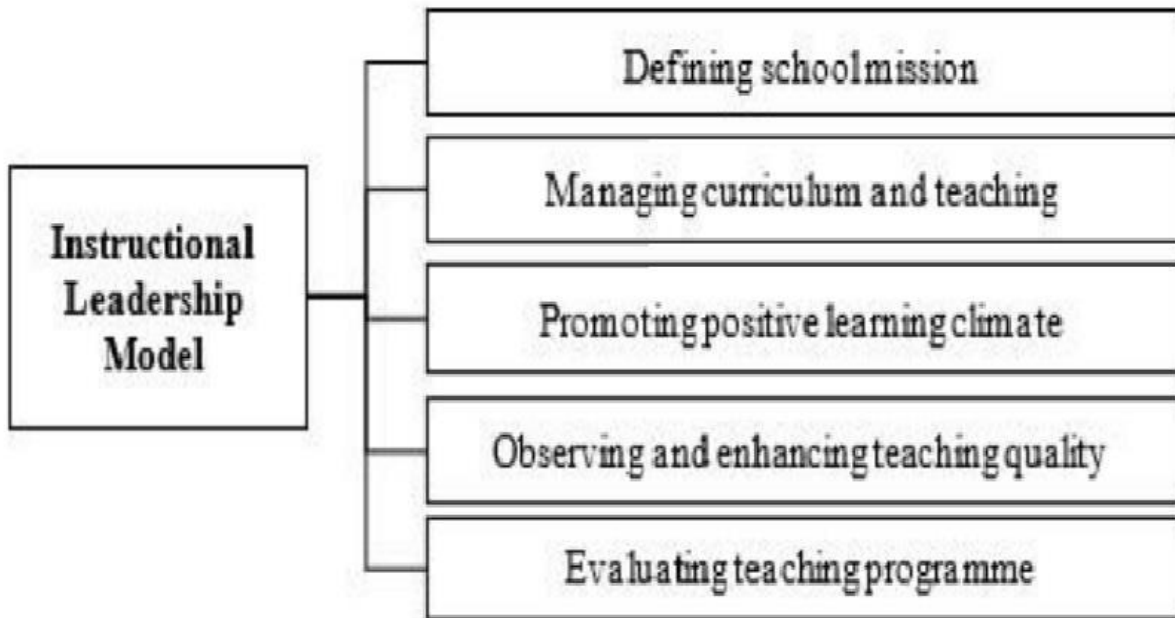 Defining school mission
Managing curriculum and teaching
Instructional
Leadership
Model
Promoting positive learning climate
Observing and enhancing teaching quality
Evaluating teaching programme